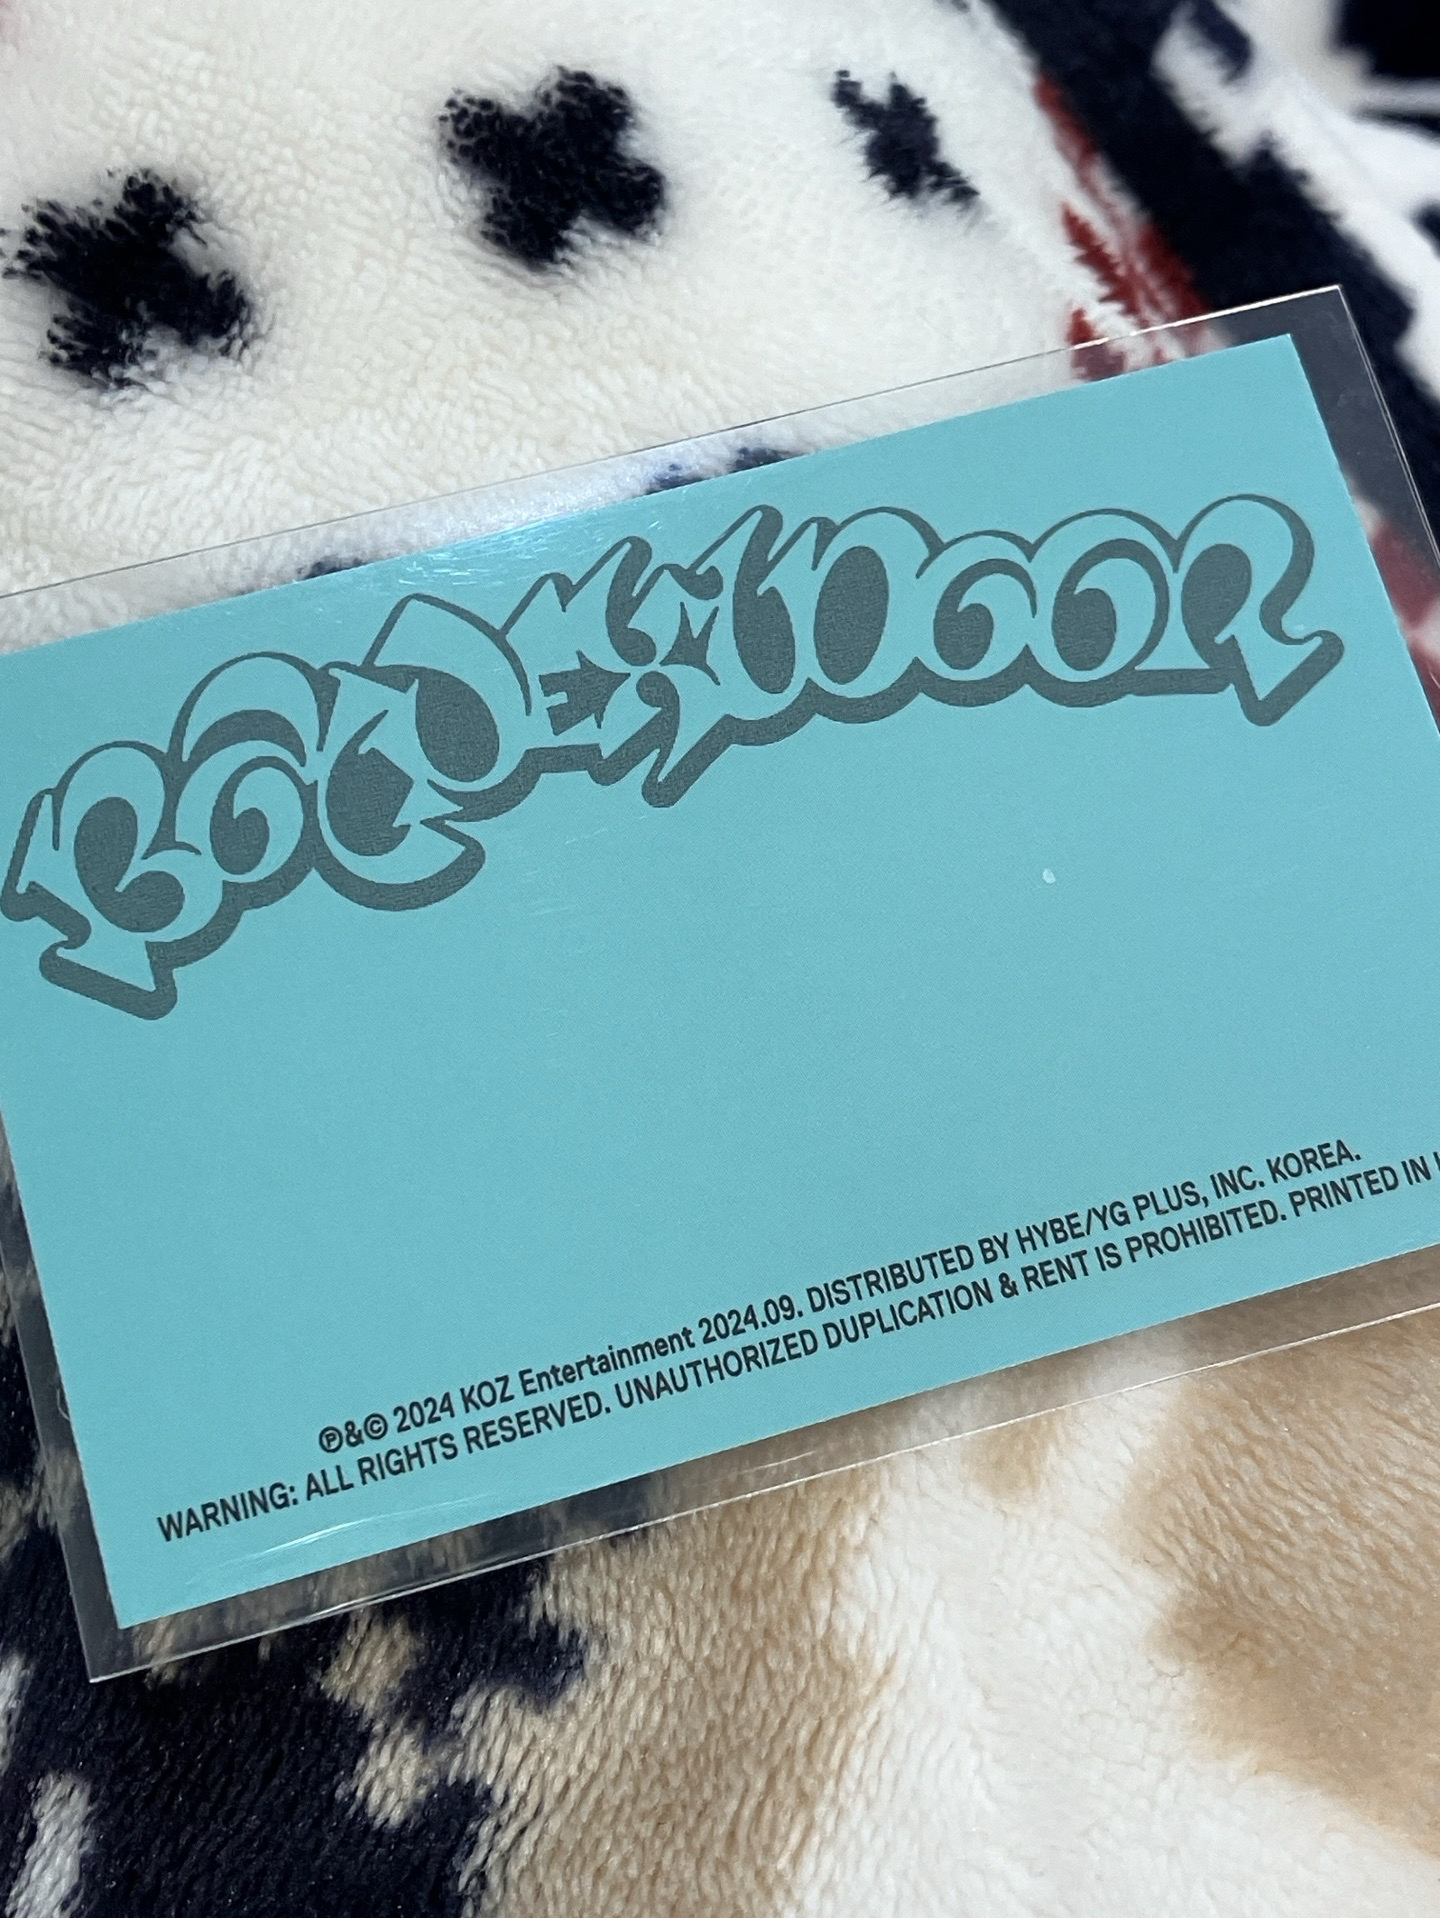 BOYNEXTDOOR
℗&© 2024 KOZ Entertainment 2024.09. DISTRIBUTED BY HYBE/YG PLUS, INC. KOREA.
WARNING: ALL RIGHTS RESERVED. UNAUTHORIZED DUPLICATION & RENT IS PROHIBITED. PRINTED IN